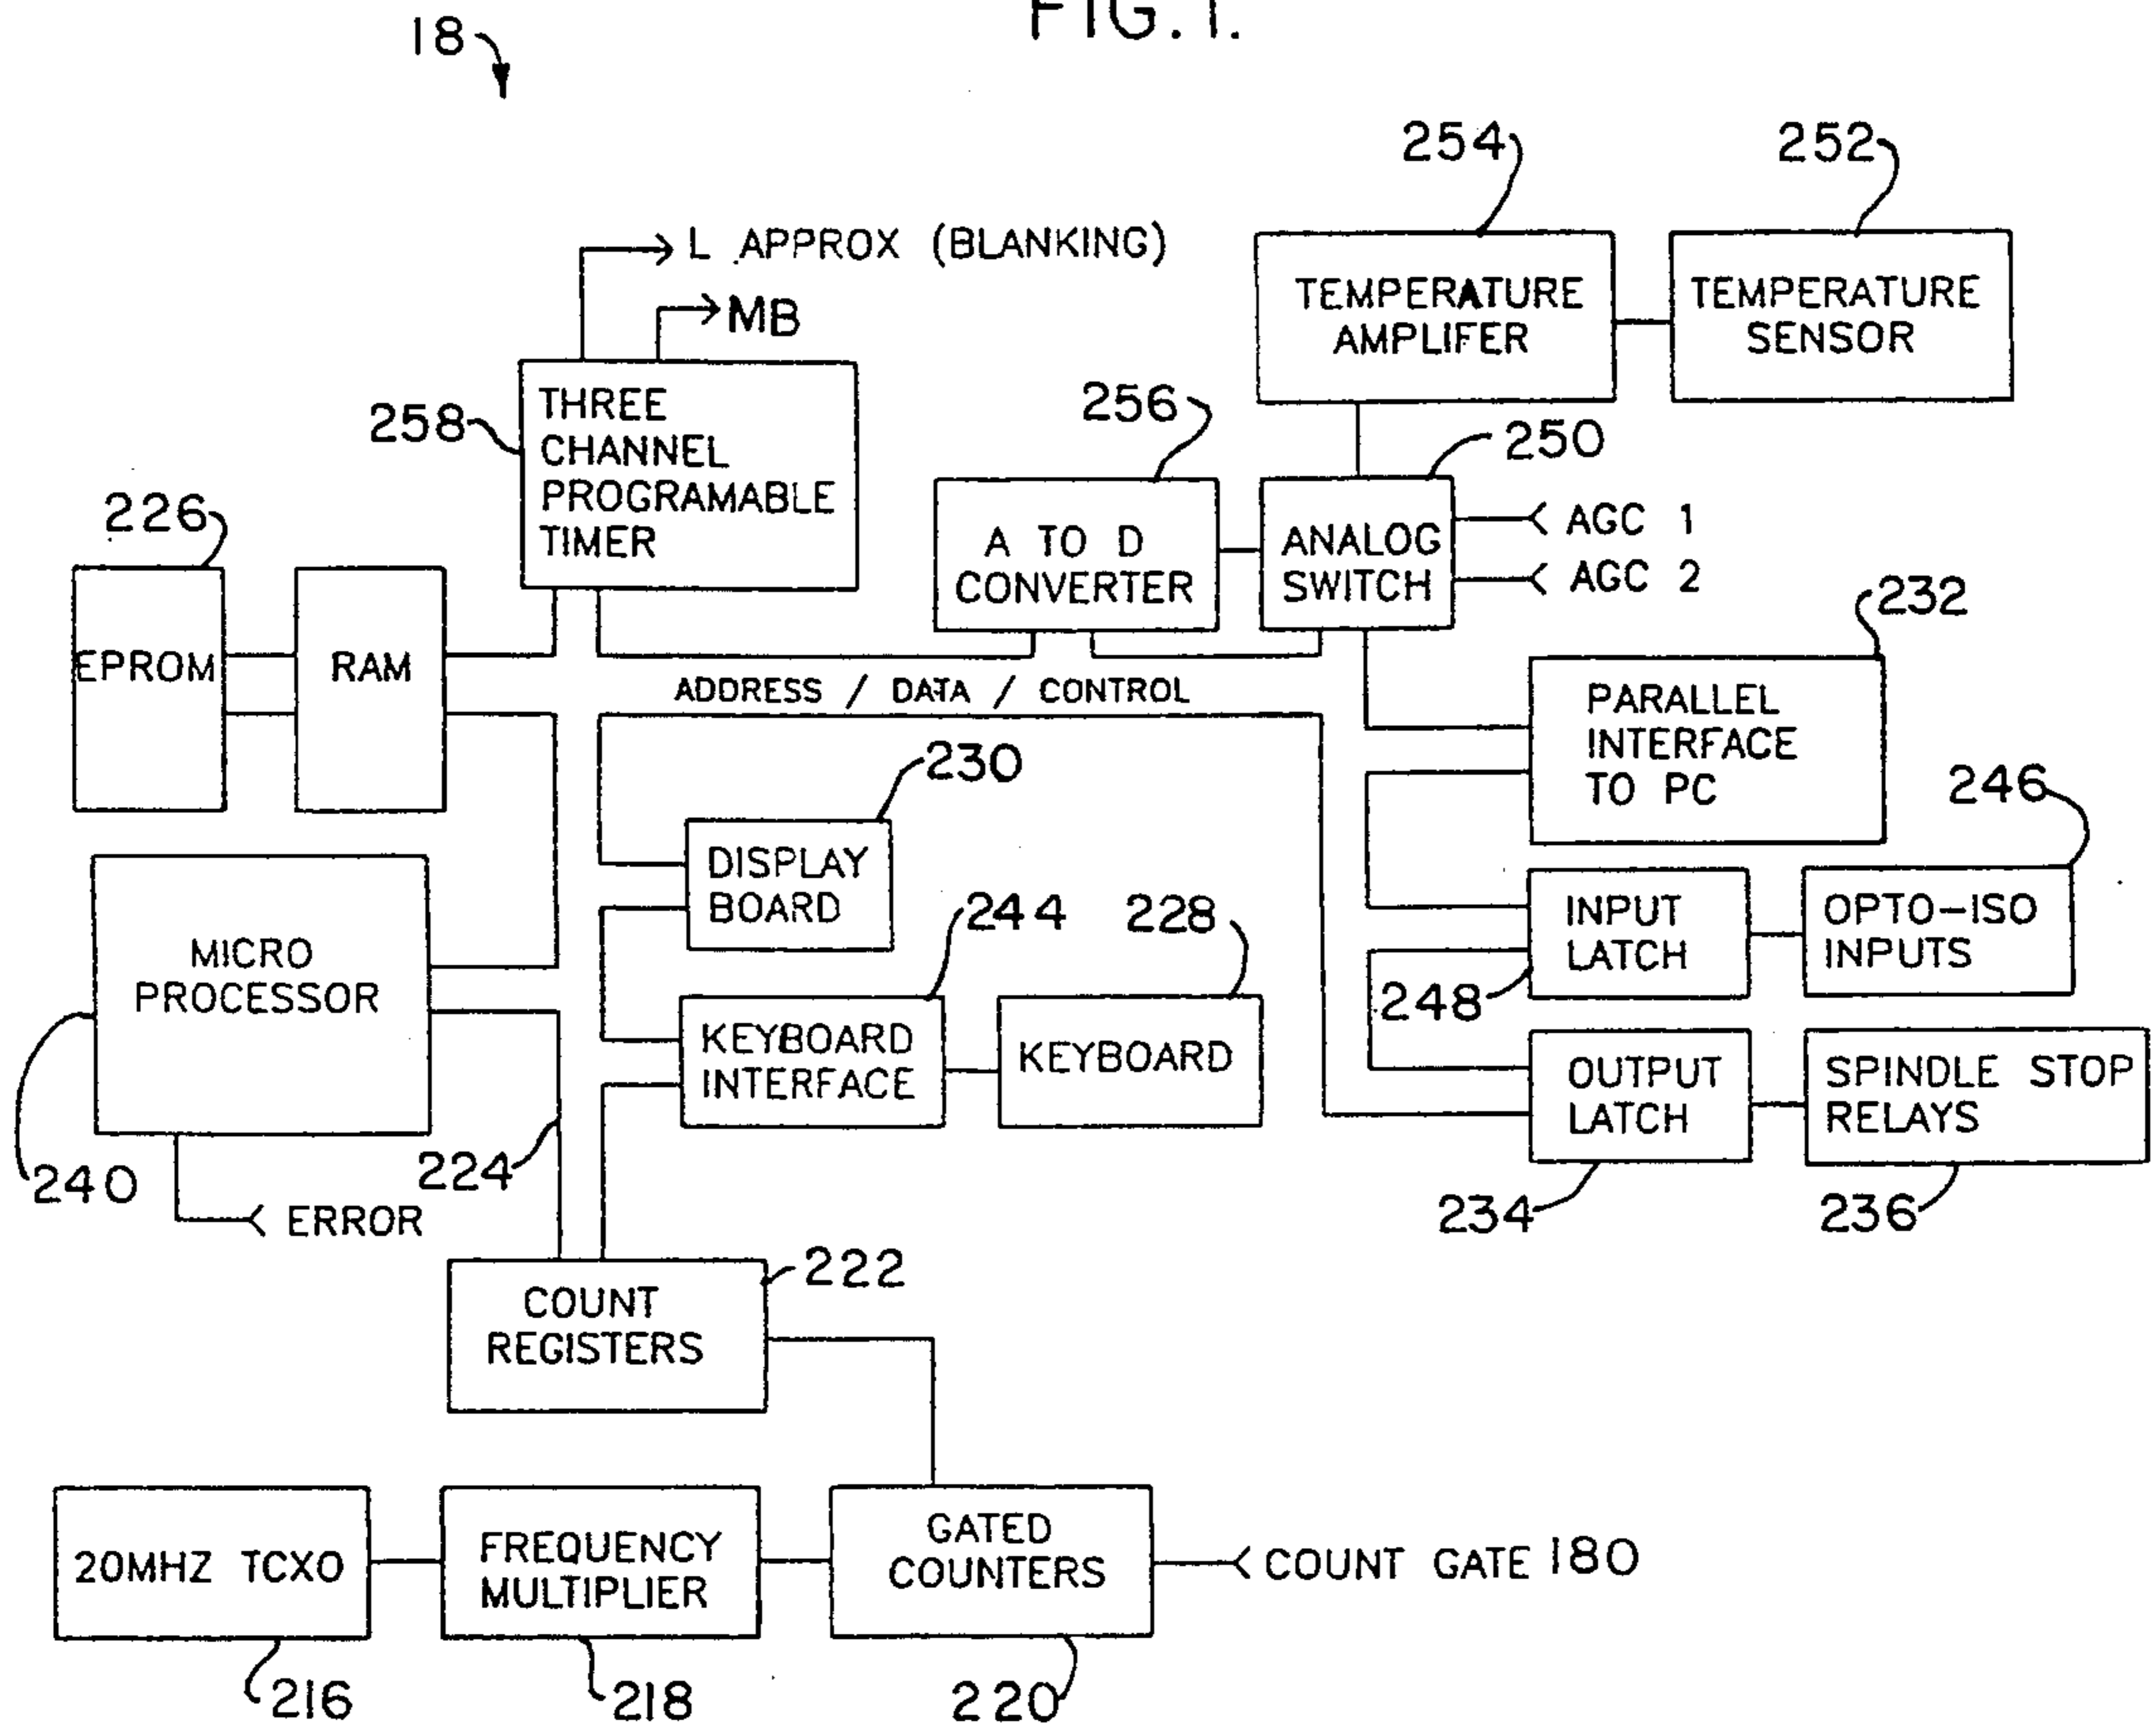 FIG. 1.
18
254
252
L APPROX (BLANKING)
MB
TEMPERATURE
AMPLIFER
TEMPERATURE
SENSOR
258
THREE
CHANNEL
PROGRAMABLE
TIMER
256
250
226
A TO D
CONVERTER
ANALOG
SWITCH
AGC 1
AGC 2
232
EPROM
RAM
ADDRESS / DATA / CONTROL
PARALLEL
INTERFACE
TO PC
230
246
DISPLAY
BOARD
244
228
INPUT
LATCH
OPTO-ISO
INPUTS
MICRO
PROCESSOR
248
KEYBOARD
INTERFACE
KEYBOARD
OUTPUT
LATCH
SPINDLE STOP
RELAYS
240
224
ERROR
234
236
222
COUNT
REGISTERS
20MHZ TCXO
FREQUENCY
MULTIPLIER
GATED
COUNTERS
COUNT GATE 180
216
218
220